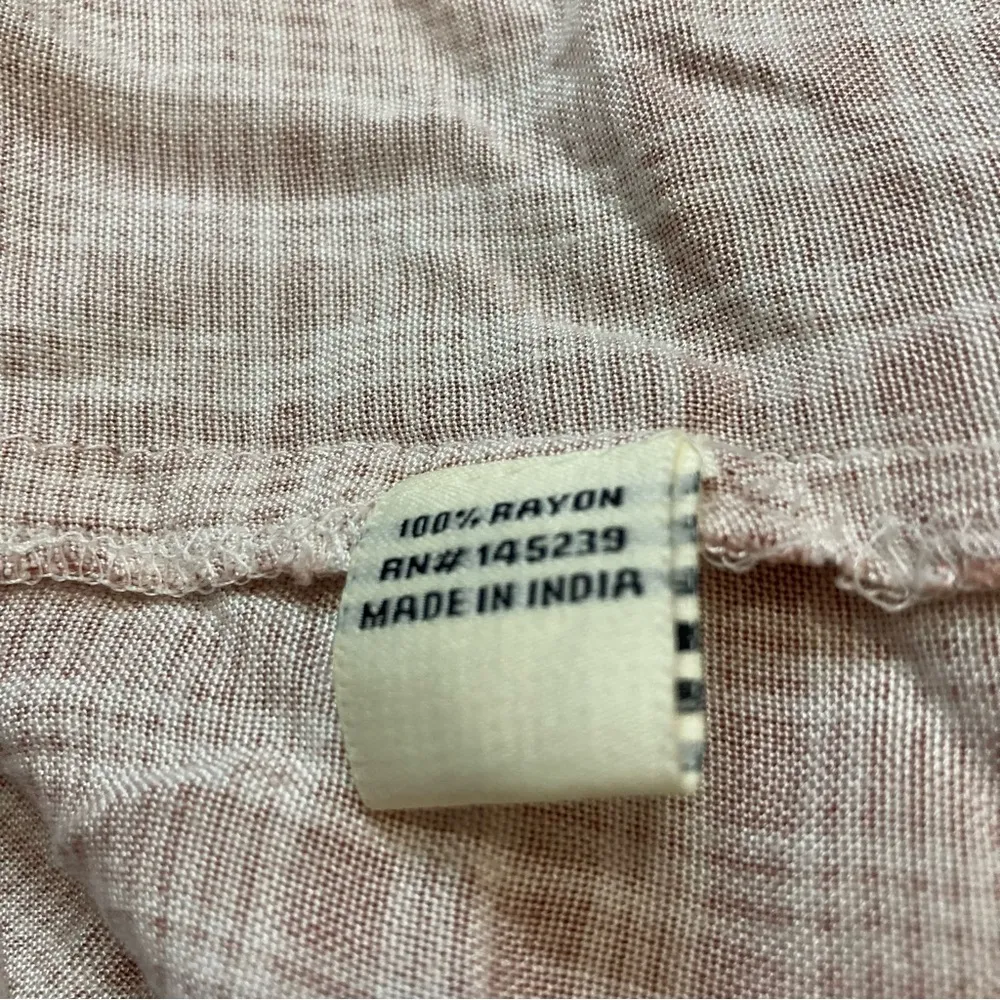 100% RAYON
RN# 145239
MADE IN INDIA